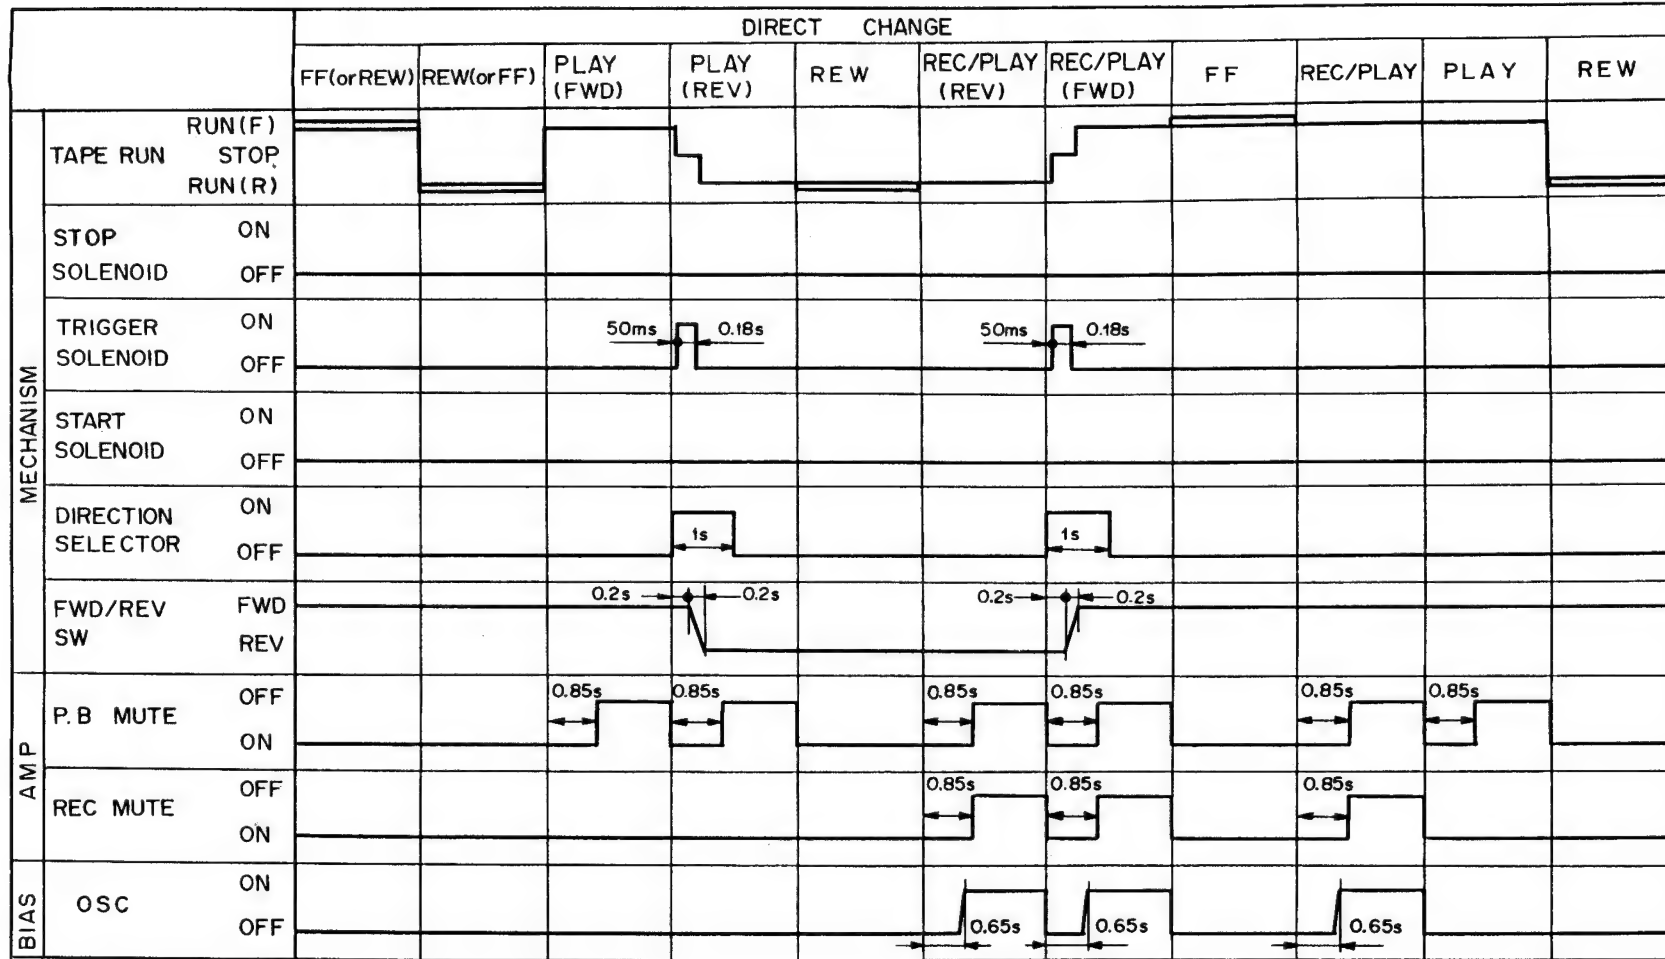 DIRECT CHANGE
FF(orREW) REW(orFF) PLAY (FWD) PLAY (REV) REW REC/PLAY (REV) REC/PLAY (FWD) FF REC/PLAY PLAY REW
MECHANISM
TAPE RUN
RUN(F)
STOP
RUN(R)
STOP SOLENOID
ON
OFF
TRIGGER SOLENOID
ON
OFF
50ms 0.18s 50ms 0.18s
START SOLENOID
ON
OFF
DIRECTION SELECTOR
ON
OFF
1s 1s
FWD/REV SW
FWD
REV
0.2s 0.2s 0.2s 0.2s
AMP
P.B MUTE
OFF
ON
0.85s 0.85s 0.85s 0.85s 0.85s 0.85s
REC MUTE
OFF
ON
0.85s 0.85s 0.85s
BIAS
OSC
ON
OFF
0.65s 0.65s 0.65s